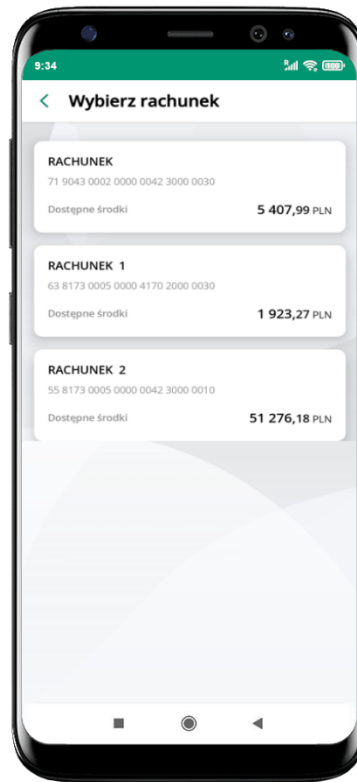 9:34
Wybierz rachunek
RACHUNEK
71 9043 0002 0000 0042 3000 0030
Dostępne środki 5 407,99 PLN
RACHUNEK 1
63 8173 0005 0000 4170 2000 0030
Dostępne środki 1 923,27 PLN
RACHUNEK 2
55 8173 0005 0000 0042 3000 0010
Dostępne środki 51 276,18 PLN